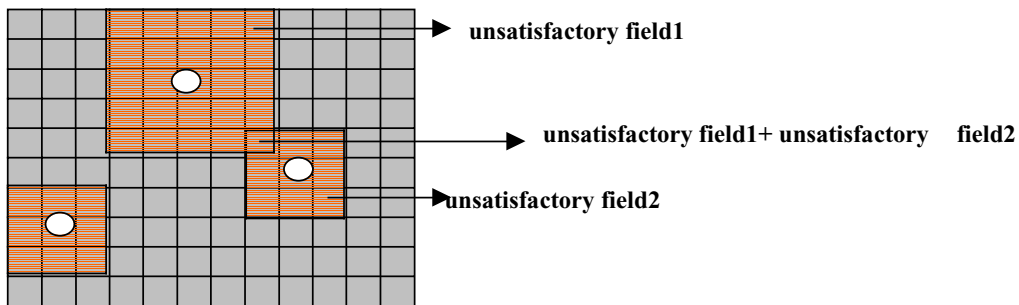 unsatisfactory field1
unsatisfactory field1+ unsatisfactory field2
unsatisfactory field2